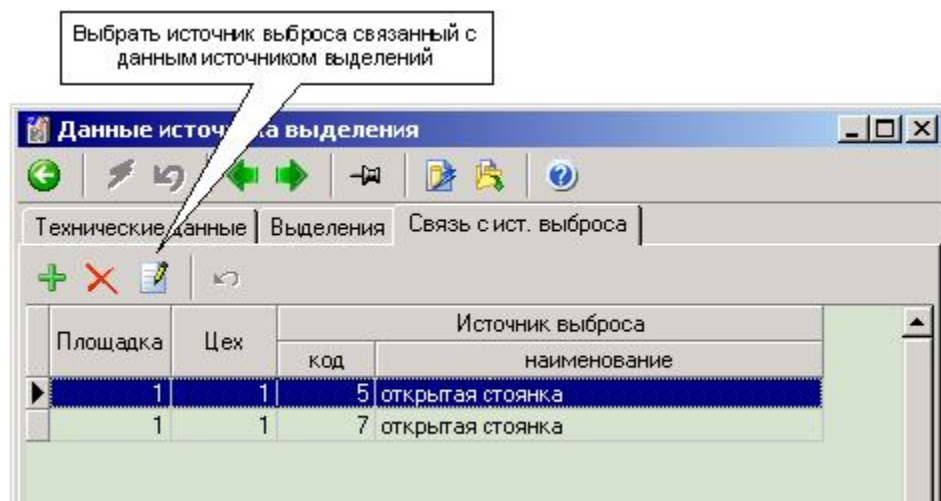 Выбрать источник выброса связанный с
данным источником выделений
Данные источника выделения
Технические данные Выделения Связь с ист. выброса
Площадка Цех Источник выброса
код наименование
1 1 5 открытая стоянка
1 1 7 открытая стоянка